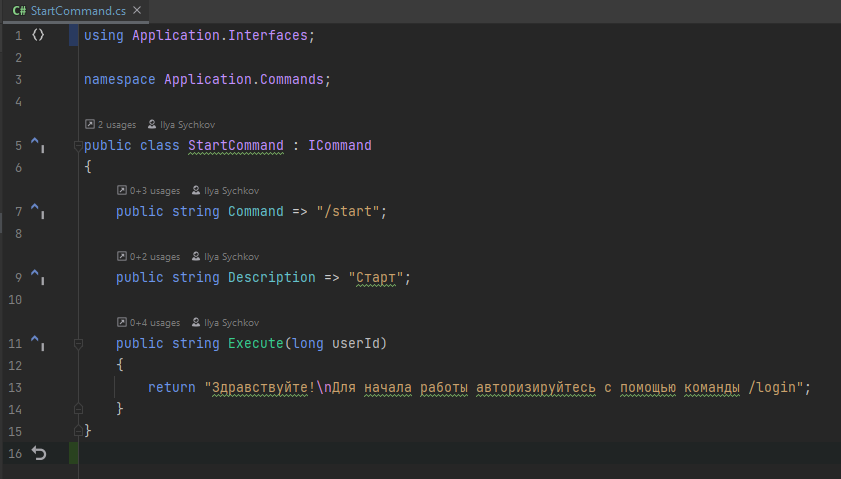 C# StartCommand.cs
1 using Application.Interfaces;
2
3 namespace Application.Commands;
4
2 usages Ilya Sychkov
5 public class StartCommand : ICommand
6 {
0+3 usages Ilya Sychkov
7 public string Command => "/start";
8
0+2 usages Ilya Sychkov
9 public string Description => "Старт";
10
0+4 usages Ilya Sychkov
11 public string Execute(long userId)
12 {
13 return "Здравствуйте!\nДля начала работы авторизируйтесь с помощью команды /login";
14 }
15 }
16